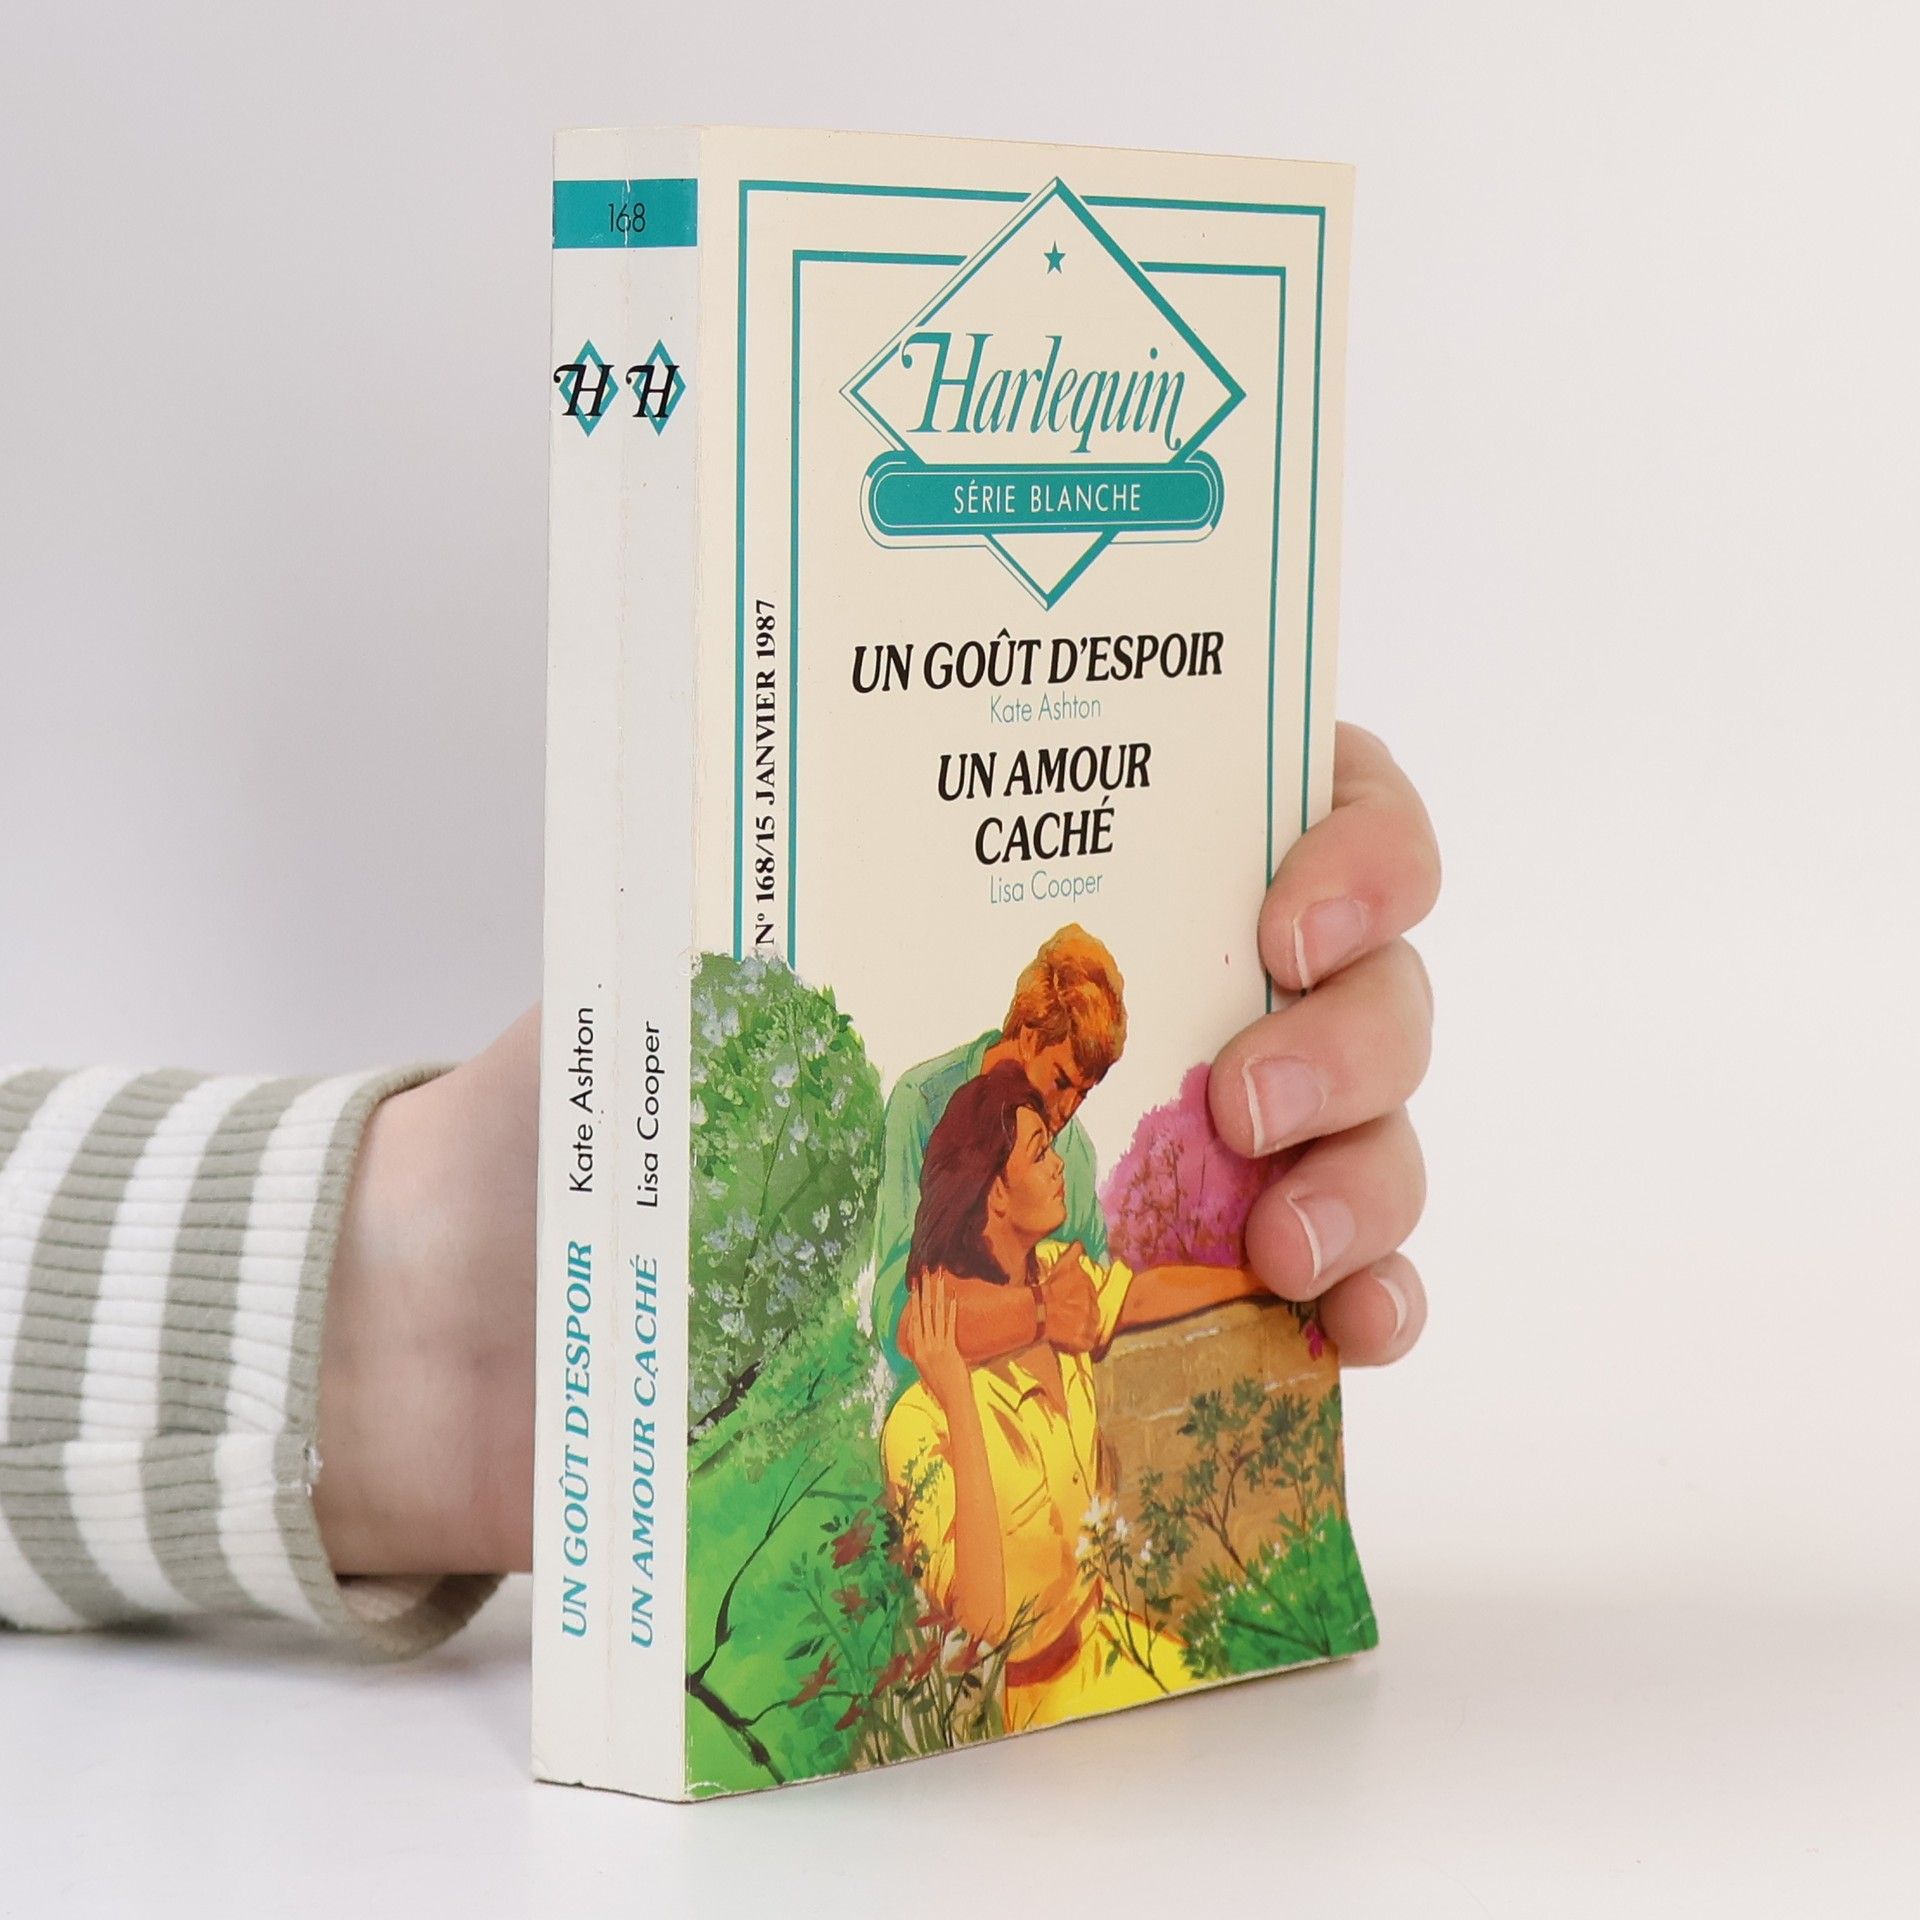 168
H H
UN GOÛT D'ESPOIR Kate Ashton
UN AMOUR CACHÉ Lisa Cooper
Harlequin
SÉRIE BLANCHE
N° 168/15 JANVIER 1987
UN GOÛT D'ESPOIR
Kate Ashton
UN AMOUR
CACHÉ
Lisa Cooper